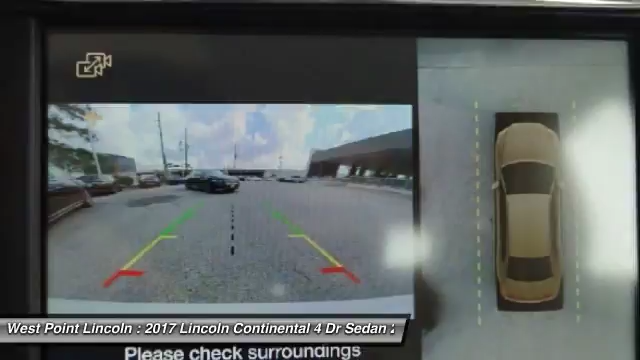 West Point Lincoln : 2017 Lincoln Continental 4 Dr Sedan
Please check surroundings